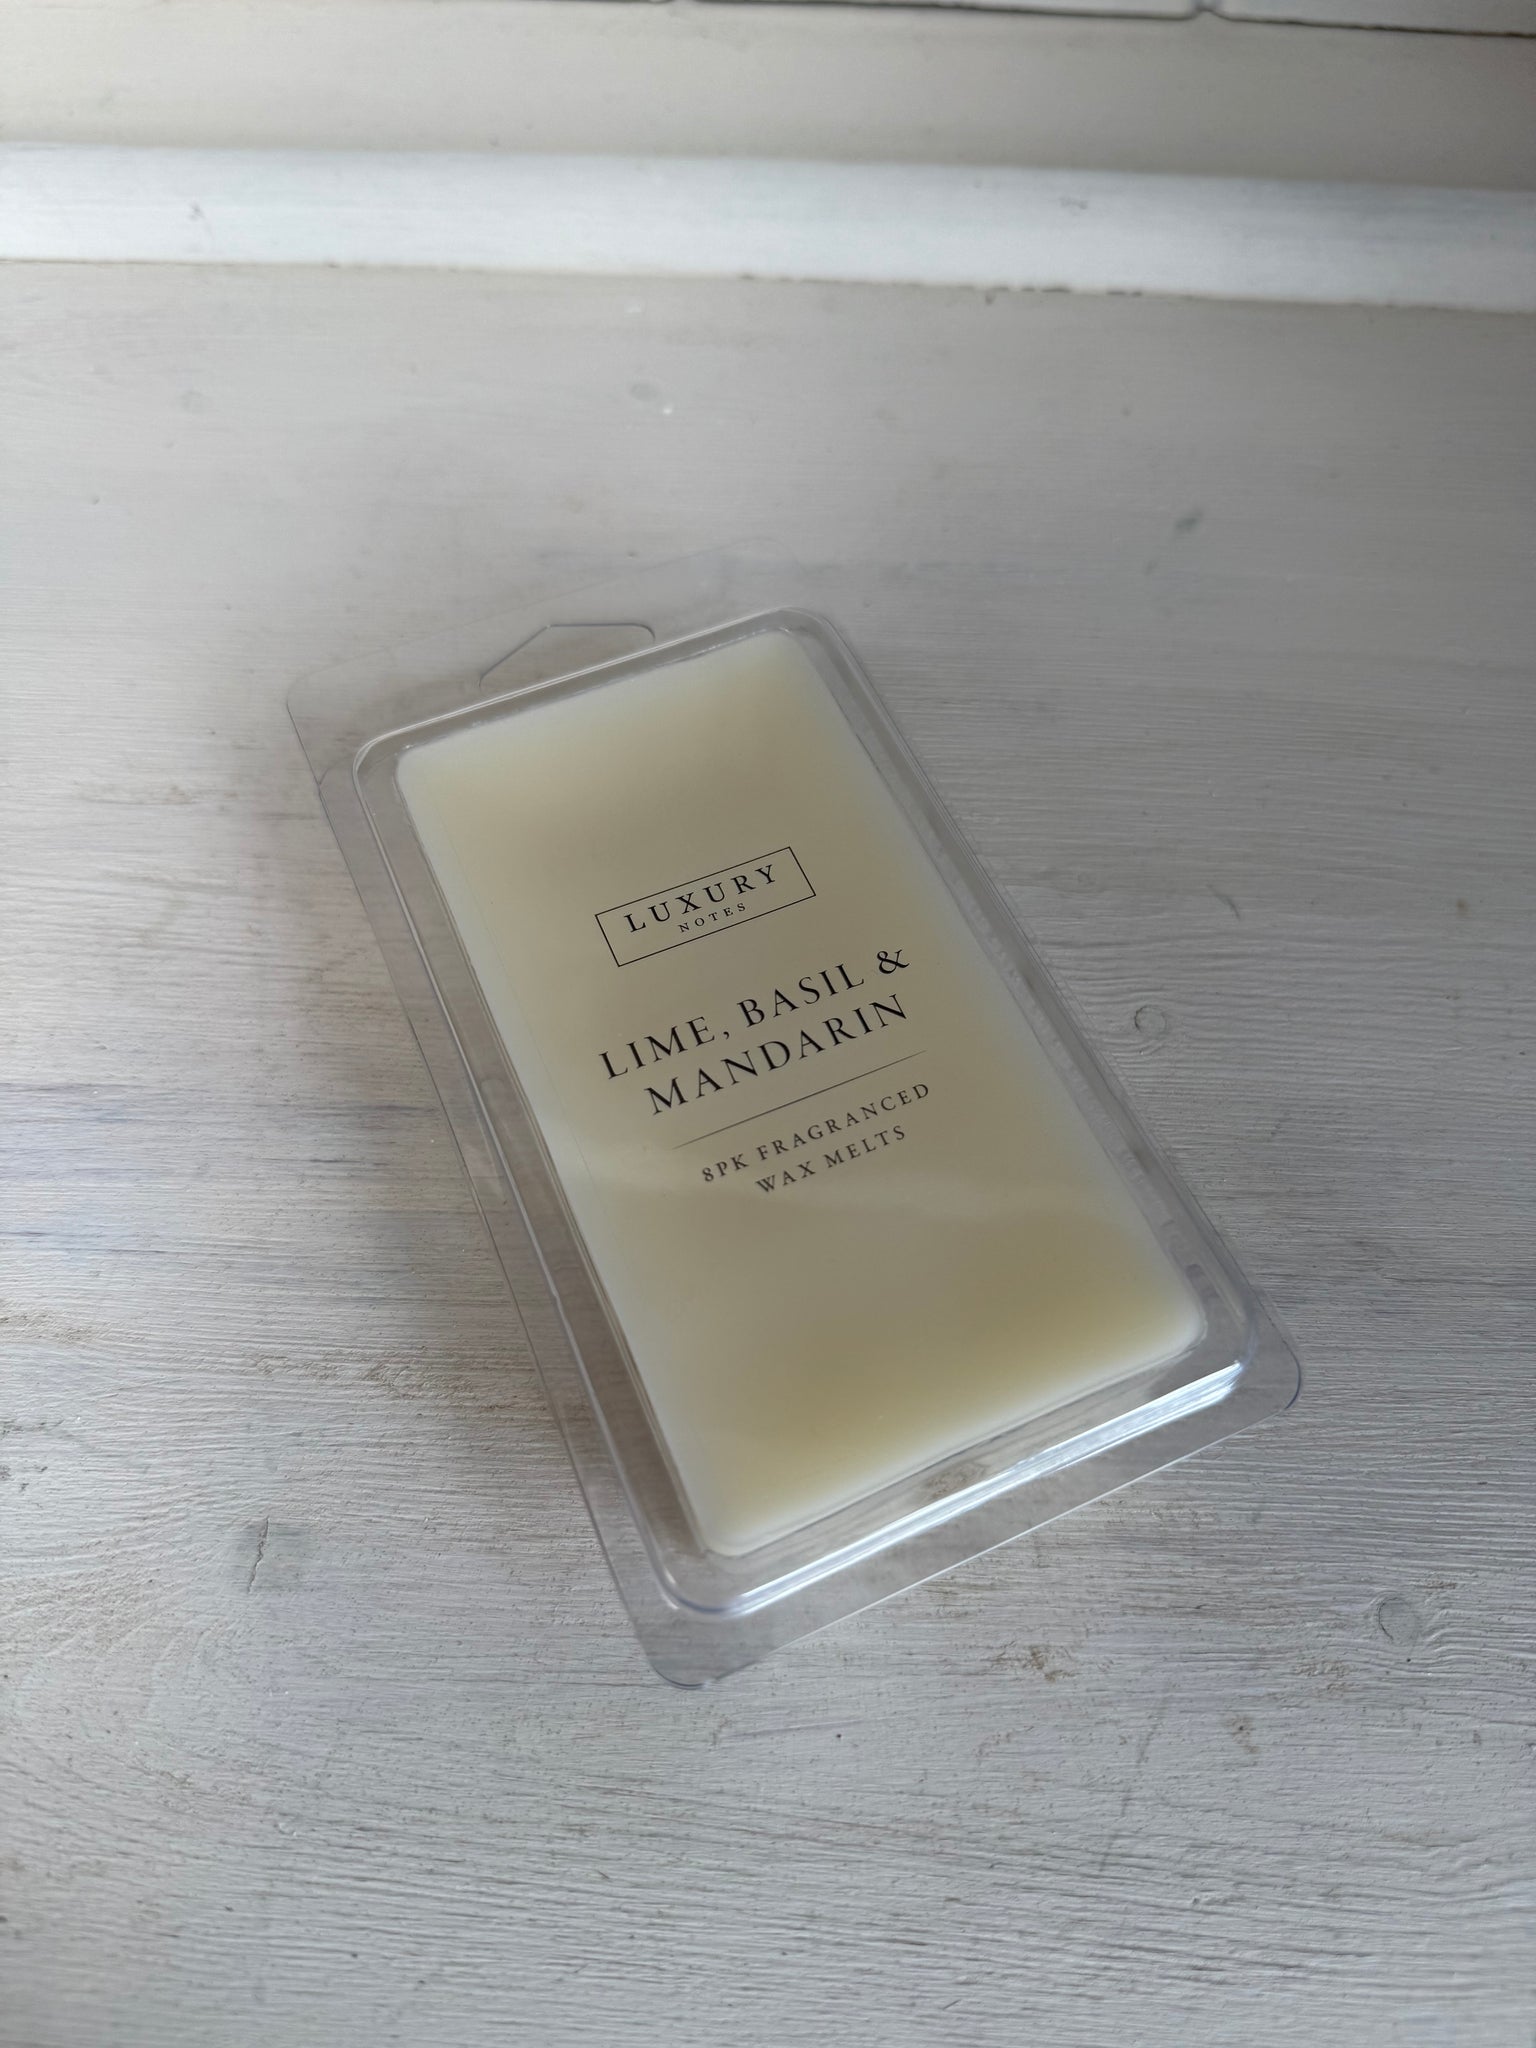 LUXURY
NOTES
LIME, BASIL &
MANDARIN
8PK FRAGRANCED
WAX MELTS